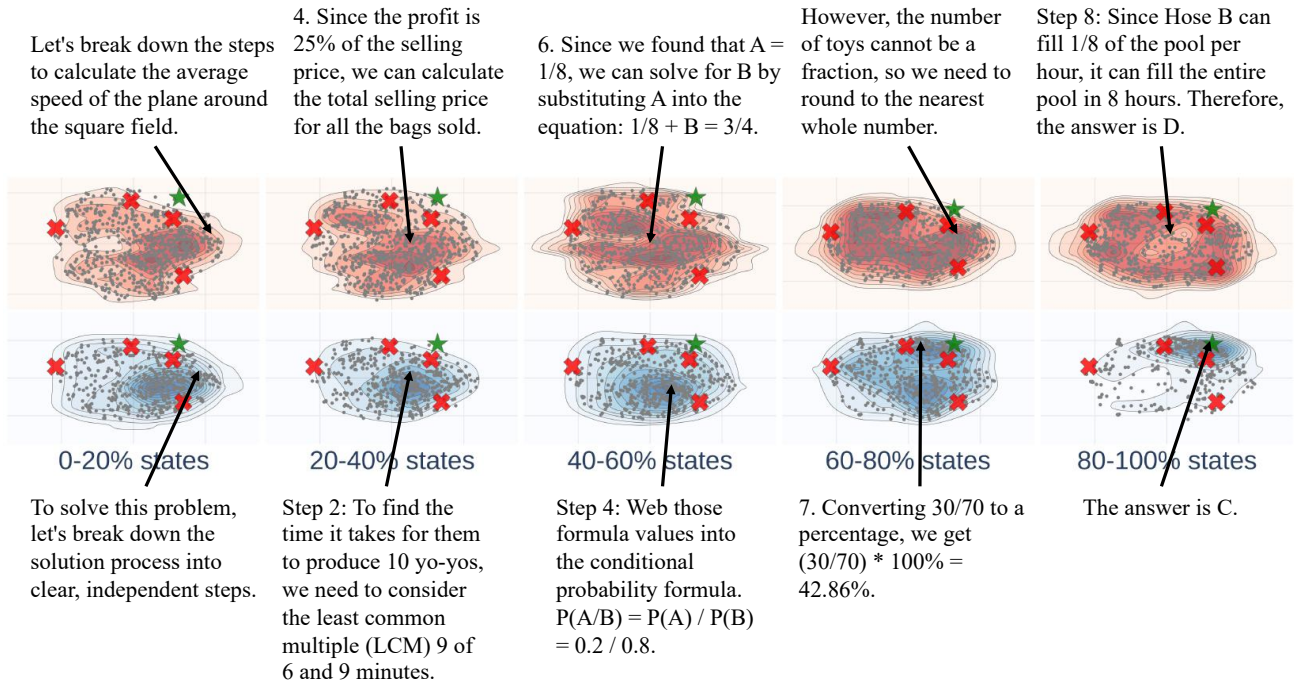 Let's break down the steps
to calculate the average
speed of the plane around
the square field.
4. Since the profit is
25% of the selling
price, we can calculate
the total selling price
for all the bags sold.
6. Since we found that A =
1/8, we can solve for B by
substituting A into the
equation: 1/8 + B = 3/4.
However, the number
of toys cannot be a
fraction, so we need to
round to the nearest
whole number.
Step 8: Since Hose B can
fill 1/8 of the pool per
hour, it can fill the entire
pool in 8 hours. Therefore,
the answer is D.
0-20% states
20-40% states
40-60% states
60-80% states
80-100% states
To solve this problem,
let's break down the
solution process into
clear, independent steps.
Step 2: To find the
time it takes for them
to produce 10 yo-yos,
we need to consider
the least common
multiple (LCM) 9 of
6 and 9 minutes.
Step 4: Web those
formula values into
the conditional
probability formula.
P(A/B) = P(A) / P(B)
= 0.2 / 0.8.
7. Converting 30/70 to a
percentage, we get
(30/70) * 100% =
42.86%.
The answer is C.